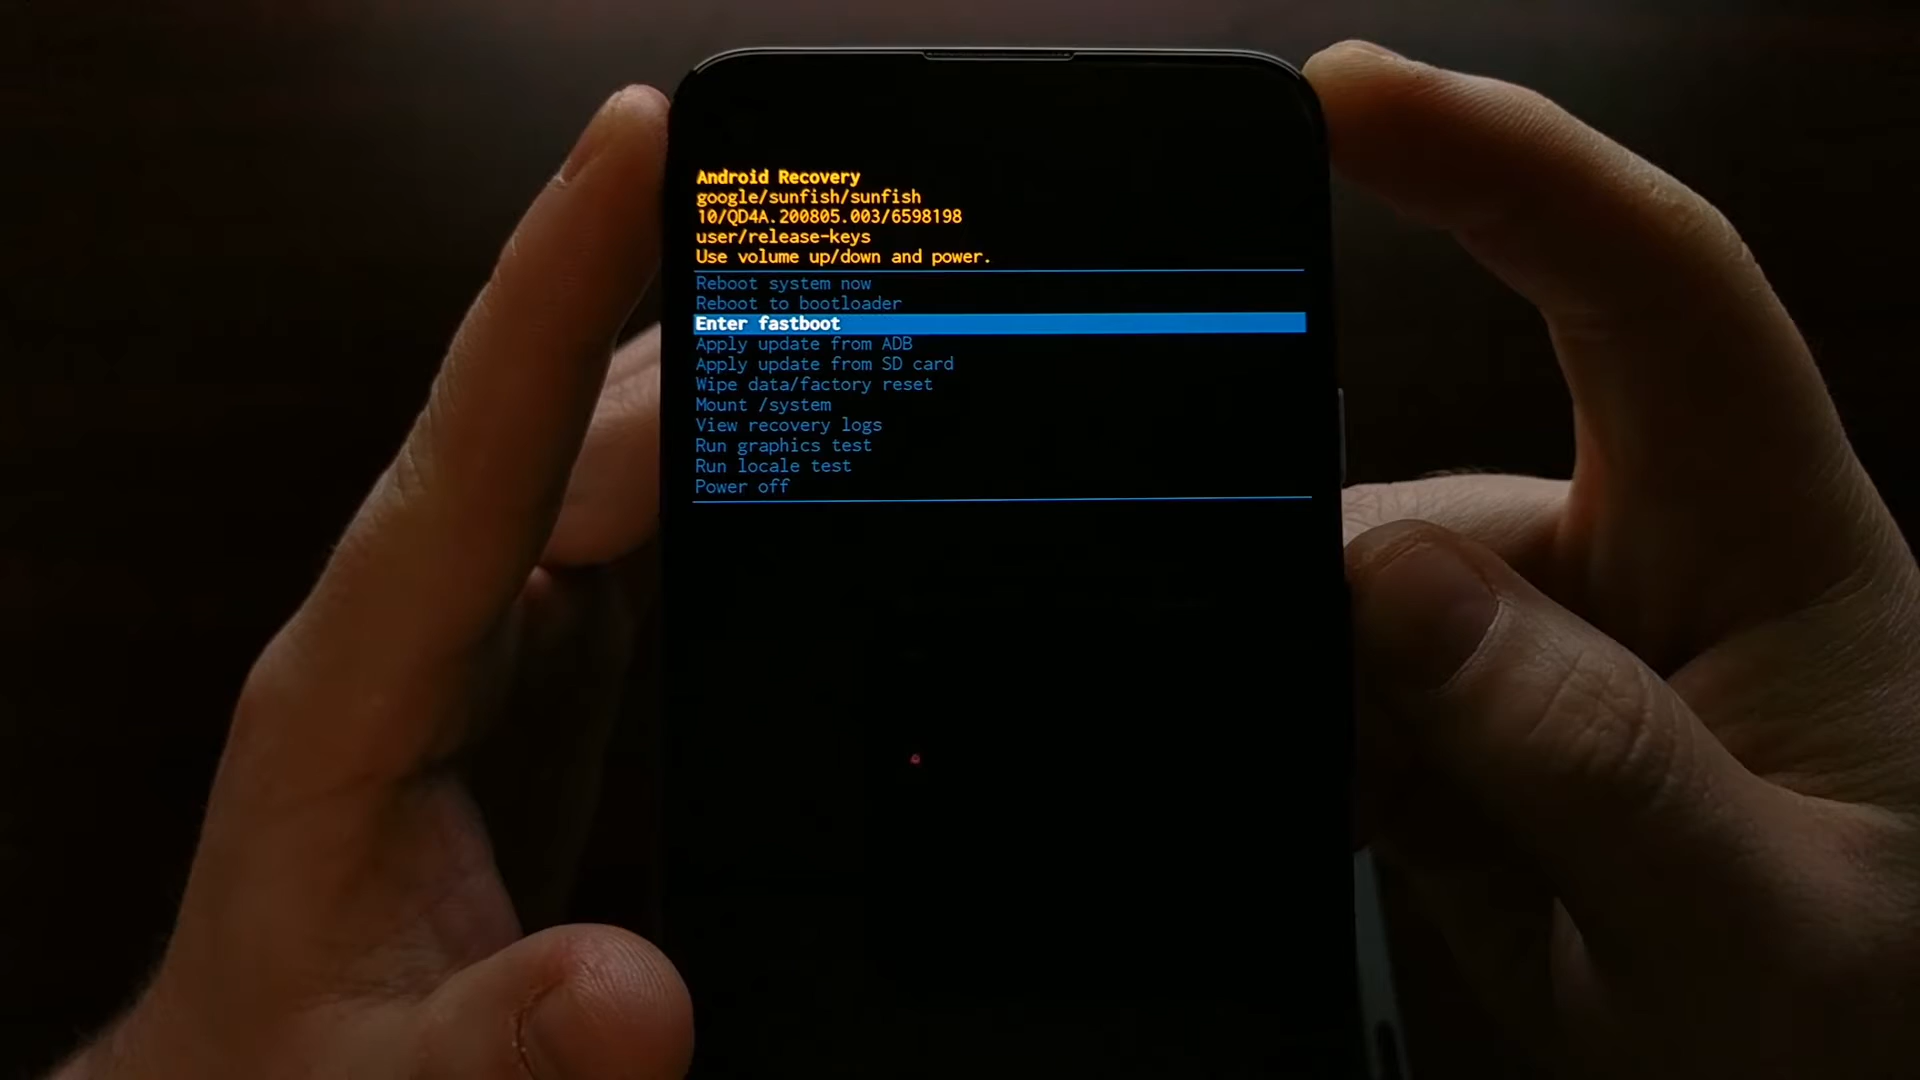 Android Recovery
google/sunfish/sunfish
10/QD4A.200805.003/6598198
user/release-keys
Use volume up/down and power.
Reboot system now
Reboot to bootloader
Enter fastboot
Apply update from ADB
Apply update from SD card
Wipe data/factory reset
Mount /system
View recovery logs
Run graphics test
Run locale test
Power off